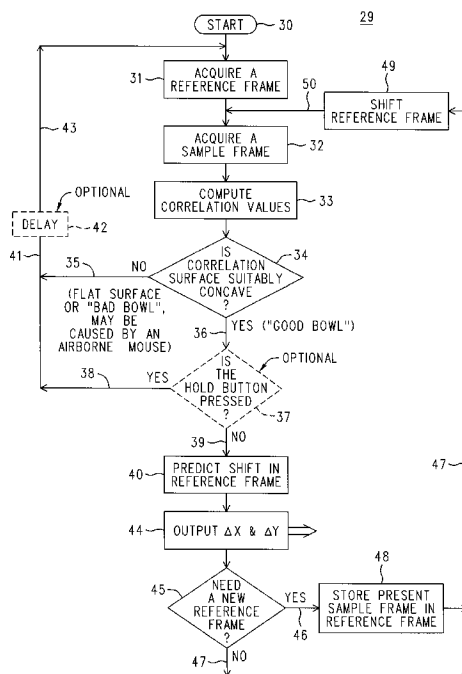 START
30
29
31
ACQUIRE A
REFERENCE FRAME
50
49
SHIFT
REFERENCE FRAME
43
ACQUIRE A
SAMPLE FRAME
32
COMPUTE
CORRELATION VALUES
33
OPTIONAL
DELAY
42
41
35
NO
IS
CORRELATION
SURFACE SUITABLY
CONCAVE
?
34
(FLAT SURFACE
OR "BAD BOWL",
MAY BE
CAUSED BY AN
AIRBORNE MOUSE)
36
YES ("GOOD BOWL")
OPTIONAL
38
YES
IS
THE
HOLD BUTTON
PRESSED
?
37
39
NO
40
PREDICT SHIFT IN
REFERENCE FRAME
47
44
OUTPUT ΔX & ΔY
45
NEED
A NEW
REFERENCE
FRAME
?
YES
46
48
STORE PRESENT
SAMPLE FRAME IN
REFERENCE FRAME
47
NO